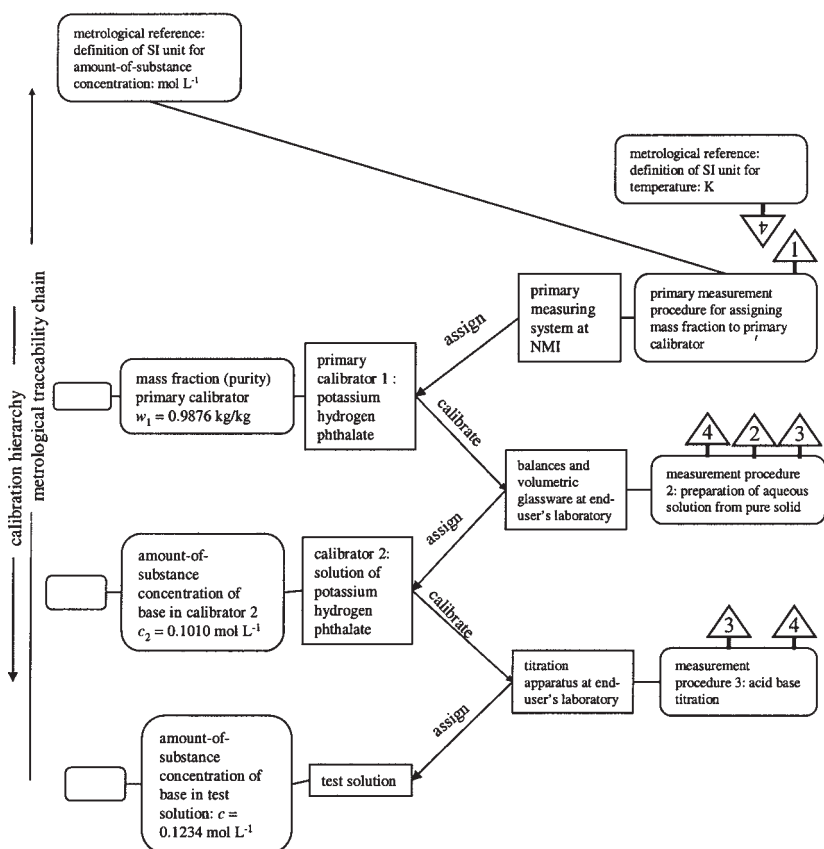 metrological reference:
definition of SI unit for
amount-of-substance
concentration: mol L⁻¹
metrological reference:
definition of SI unit for
temperature: K
4
1
primary
measuring
system at
NMI
primary measurement
procedure for assigning
mass fraction to primary
calibrator
assign
mass fraction (purity)
primary calibrator
w₁ = 0.9876 kg/kg
primary
calibrator 1 :
potassium
hydrogen
phthalate
calibrate
4
2
3
balances and
volumetric
glassware at end-
user's laboratory
measurement procedure
2: preparation of aqueous
solution from pure solid
assign
amount-of-
substance
concentration of
base in calibrator 2
c₂ = 0.1010 mol L⁻¹
calibrator 2:
solution of
potassium
hydrogen
phthalate
calibrate
3
4
titration
apparatus at end-
user's laboratory
measurement
procedure 3: acid base
titration
assign
amount-of-
substance
concentration of
base in test
solution: c =
0.1234 mol L⁻¹
test solution
calibration hierarchy
metrological traceability chain